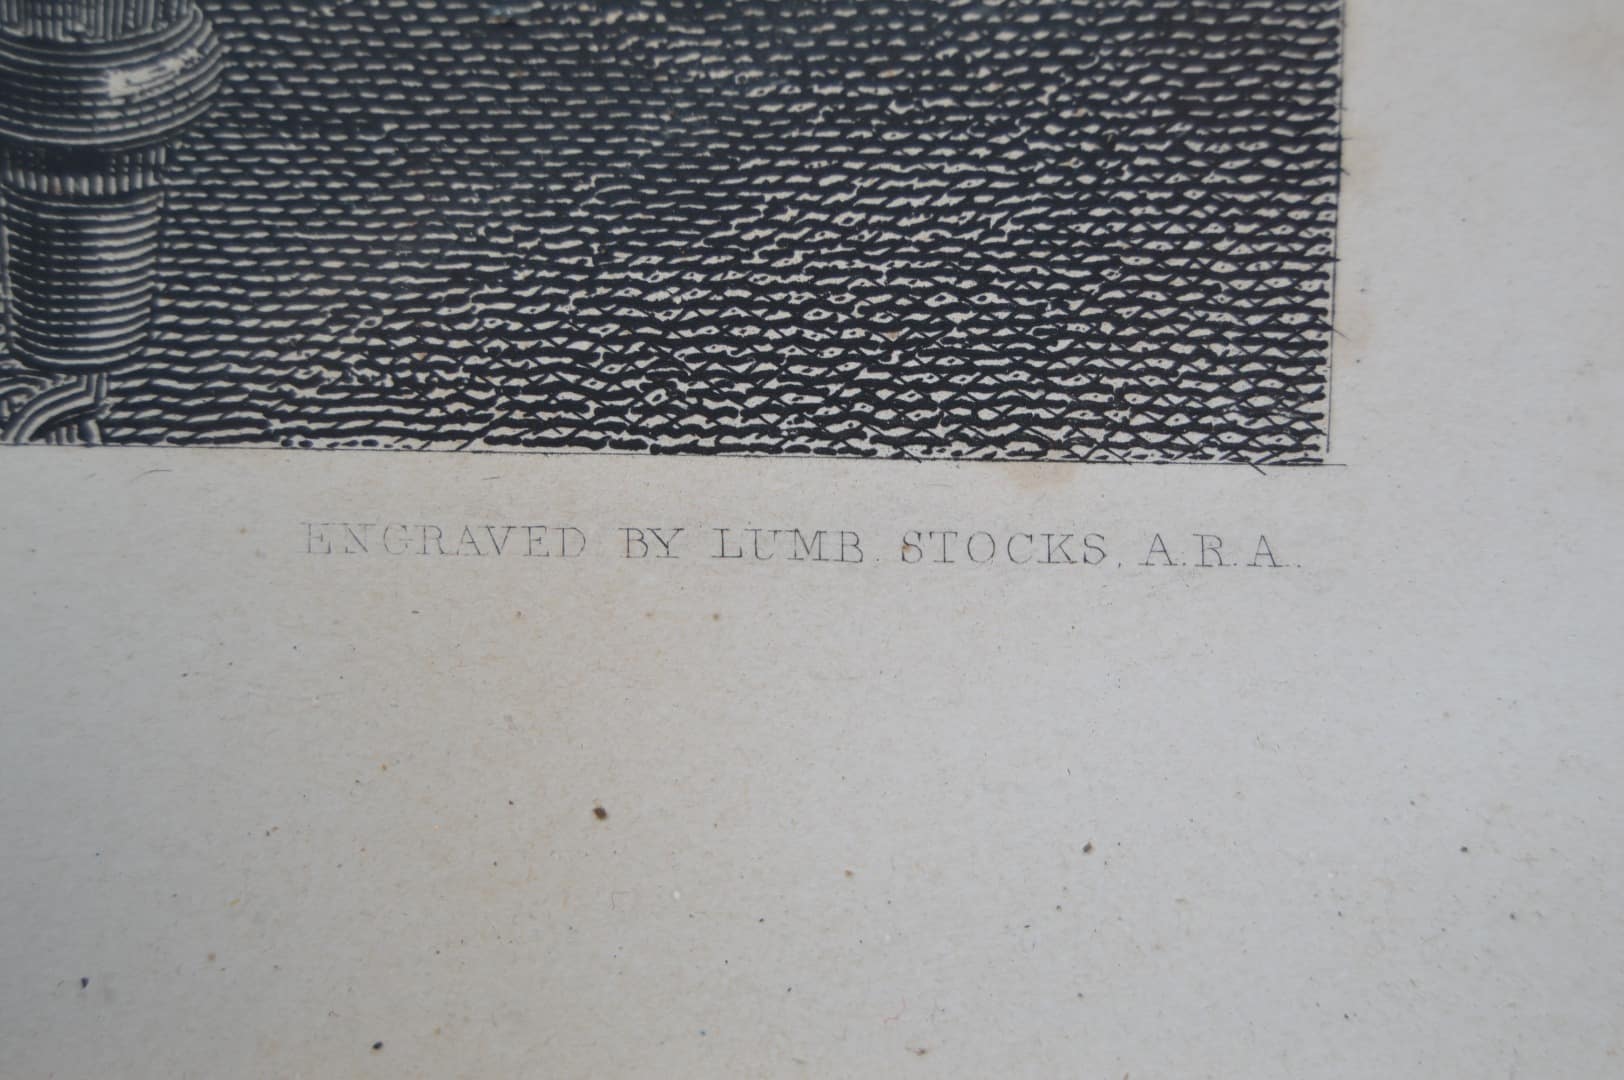 ENGRAVED BY LUMB STOCKS, A.R.A.